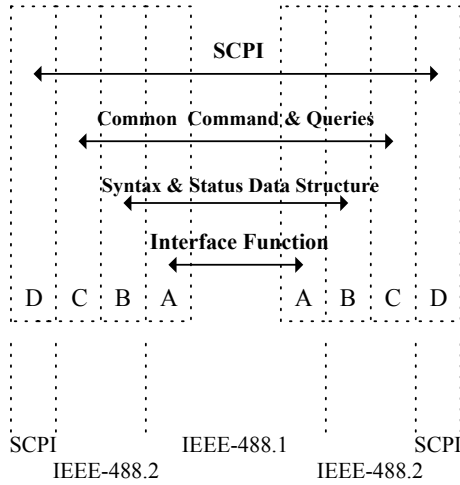 SCPI
Common Command & Queries
Syntax & Status Data Structure
Interface Function
D C B A A B C D
SCPI IEEE-488.1 SCPI
IEEE-488.2 IEEE-488.2